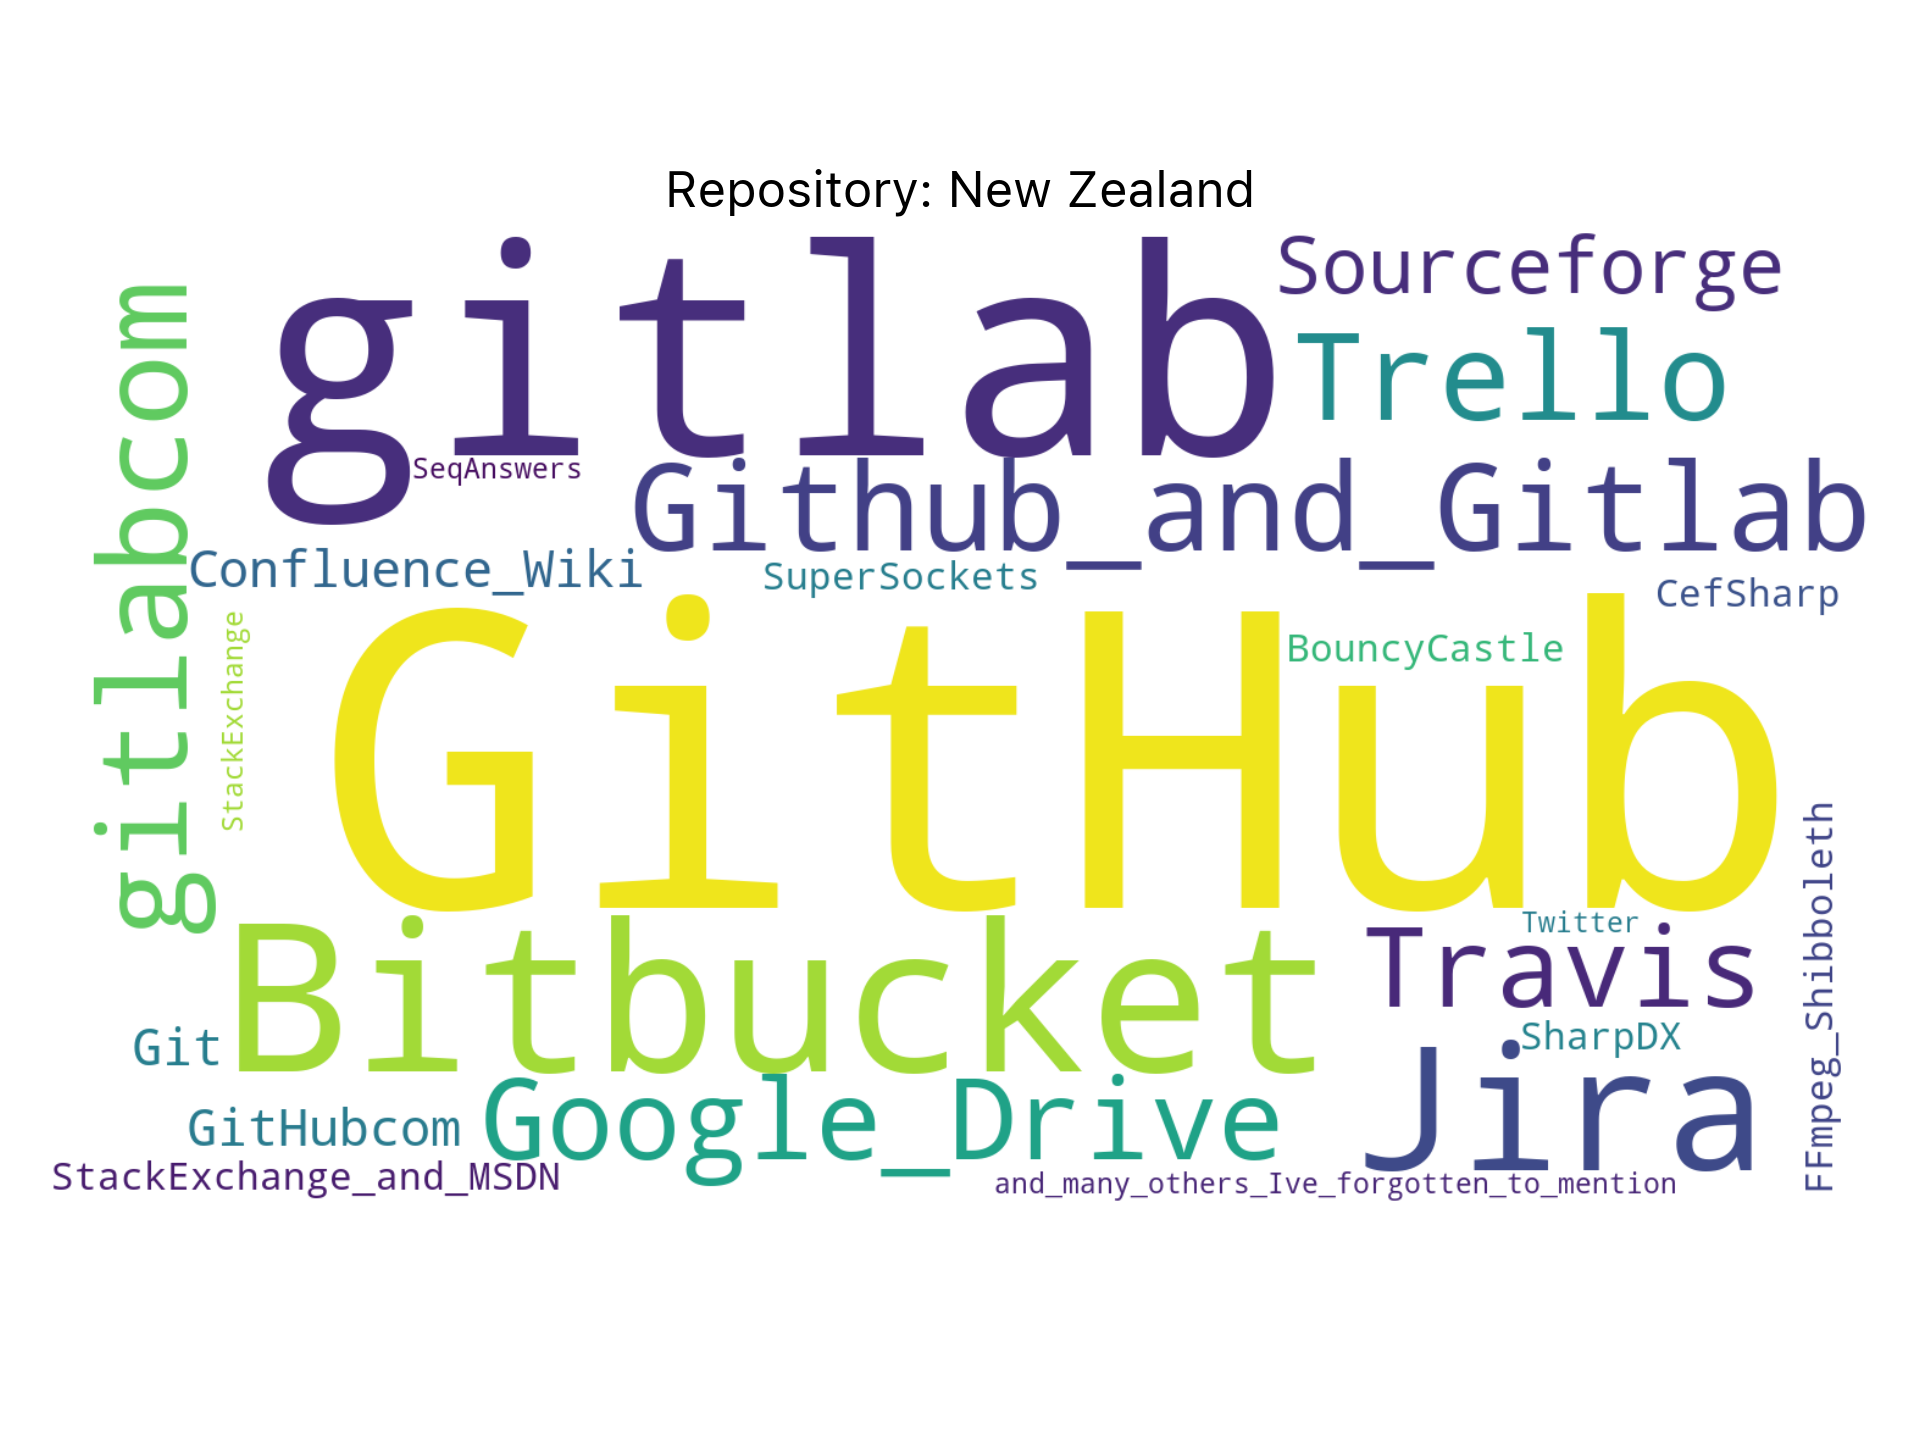 Repository: New Zealand
gitlab
Sourceforge
Trello
gitlabcom
SeqAnswers
Github_and_Gitlab
Confluence_Wiki
SuperSockets
CefSharp
StackExchange
GitHub
BouncyCastle
FFmpeg_Shibboleth
Bitbucket
Twitter
Travis
Git
SharpDX
Jira
GitHubcom
Google_Drive
StackExchange_and_MSDN
and_many_others_Ive_forgotten_to_mention